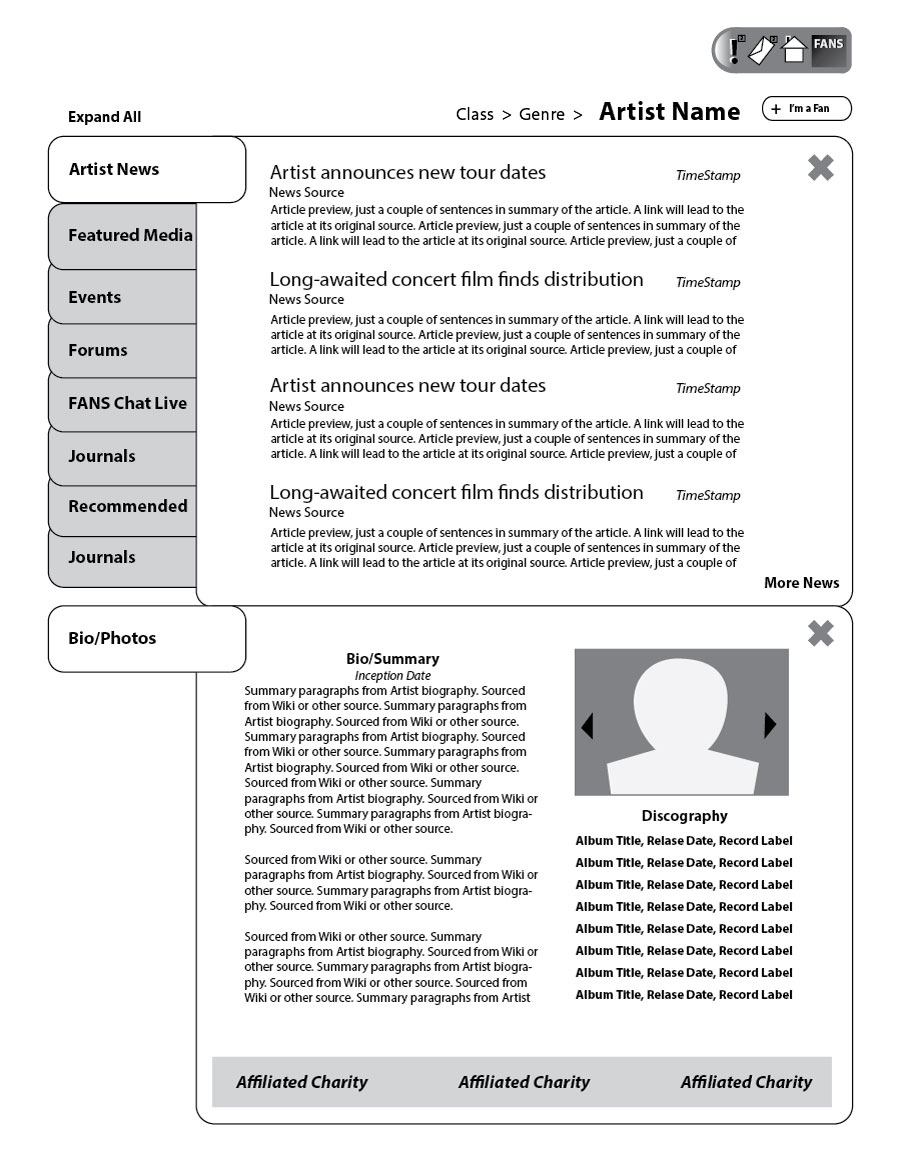 FANS
Expand All
Class > Genre > Artist Name
+ I'm a Fan
Artist News
Featured Media
Events
Forums
FANS Chat Live
Journals
Recommended
Journals
Artist announces new tour dates TimeStamp
News Source
Article preview, just a couple of sentences in summary of the article. A link will lead to the
article at its original source. Article preview, just a couple of sentences in summary of the
article. A link will lead to the article at its original source. Article preview, just a couple of
Long-awaited concert film finds distribution TimeStamp
News Source
Article preview, just a couple of sentences in summary of the article. A link will lead to the
article at its original source. Article preview, just a couple of sentences in summary of the
article. A link will lead to the article at its original source. Article preview, just a couple of
Artist announces new tour dates TimeStamp
News Source
Article preview, just a couple of sentences in summary of the article. A link will lead to the
article at its original source. Article preview, just a couple of sentences in summary of the
article. A link will lead to the article at its original source. Article preview, just a couple of
Long-awaited concert film finds distribution TimeStamp
News Source
Article preview, just a couple of sentences in summary of the article. A link will lead to the
article at its original source. Article preview, just a couple of sentences in summary of the
article. A link will lead to the article at its original source. Article preview, just a couple of
More News
Bio/Photos
Bio/Summary
Inception Date
Summary paragraphs from Artist biography. Sourced
from Wiki or other source. Summary paragraphs from
Artist biography. Sourced from Wiki or other source.
Summary paragraphs from Artist biography. Sourced
from Wiki or other source. Summary paragraphs from
Artist biography. Sourced from Wiki or other source.
Sourced from Wiki or other source. Summary
paragraphs from Artist biography. Sourced from Wiki or
other source. Summary paragraphs from Artist biogra-
phy. Sourced from Wiki or other source.
Sourced from Wiki or other source. Summary
paragraphs from Artist biography. Sourced from Wiki or
other source. Summary paragraphs from Artist biogra-
phy. Sourced from Wiki or other source.
Sourced from Wiki or other source. Summary
paragraphs from Artist biography. Sourced from Wiki or
other source. Summary paragraphs from Artist biogra-
phy. Sourced from Wiki or other source. Sourced from
Wiki or other source. Summary paragraphs from Artist
Discography
Album Title, Relase Date, Record Label
Album Title, Relase Date, Record Label
Album Title, Relase Date, Record Label
Album Title, Relase Date, Record Label
Album Title, Relase Date, Record Label
Album Title, Relase Date, Record Label
Album Title, Relase Date, Record Label
Album Title, Relase Date, Record Label
Affiliated Charity Affiliated Charity Affiliated Charity